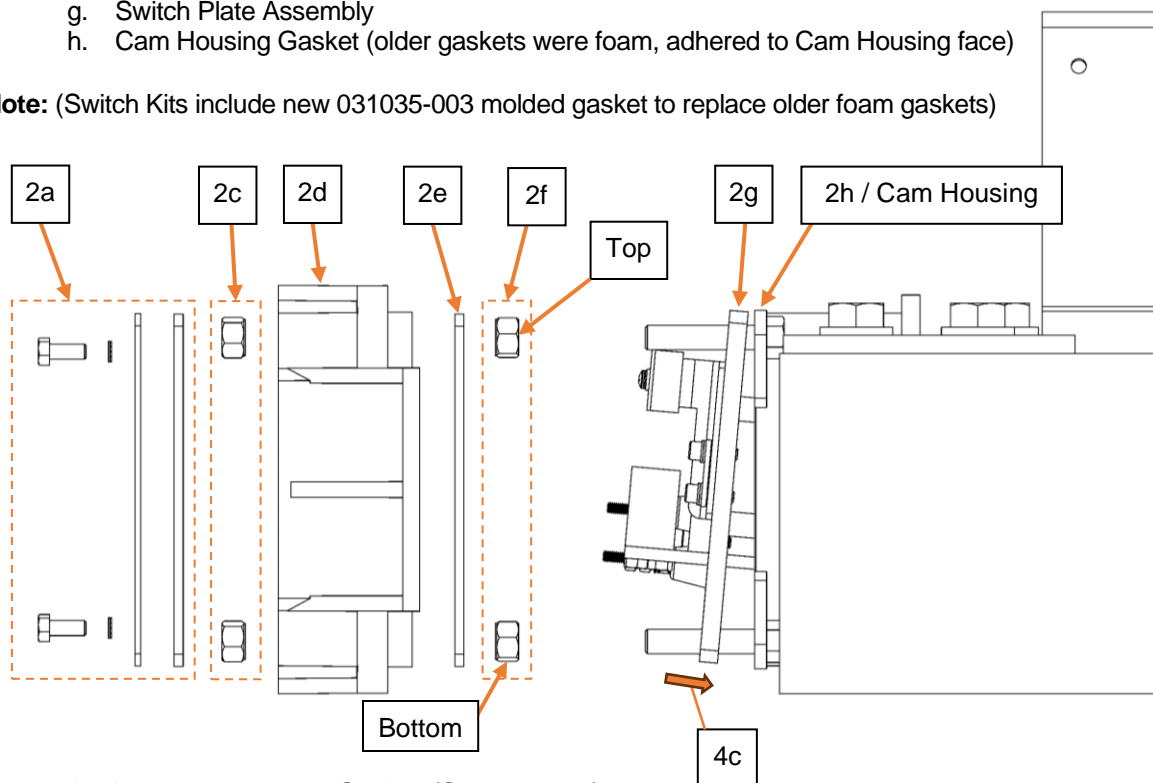 g. Switch Plate Assembly
h. Cam Housing Gasket (older gaskets were foam, adhered to Cam Housing face)
(Switch Kits include new 031035-003 molded gasket to replace older foam gaskets)
2a
2c
2d
2e
2f
2g
2h / Cam Housing
Top
Bottom
4c